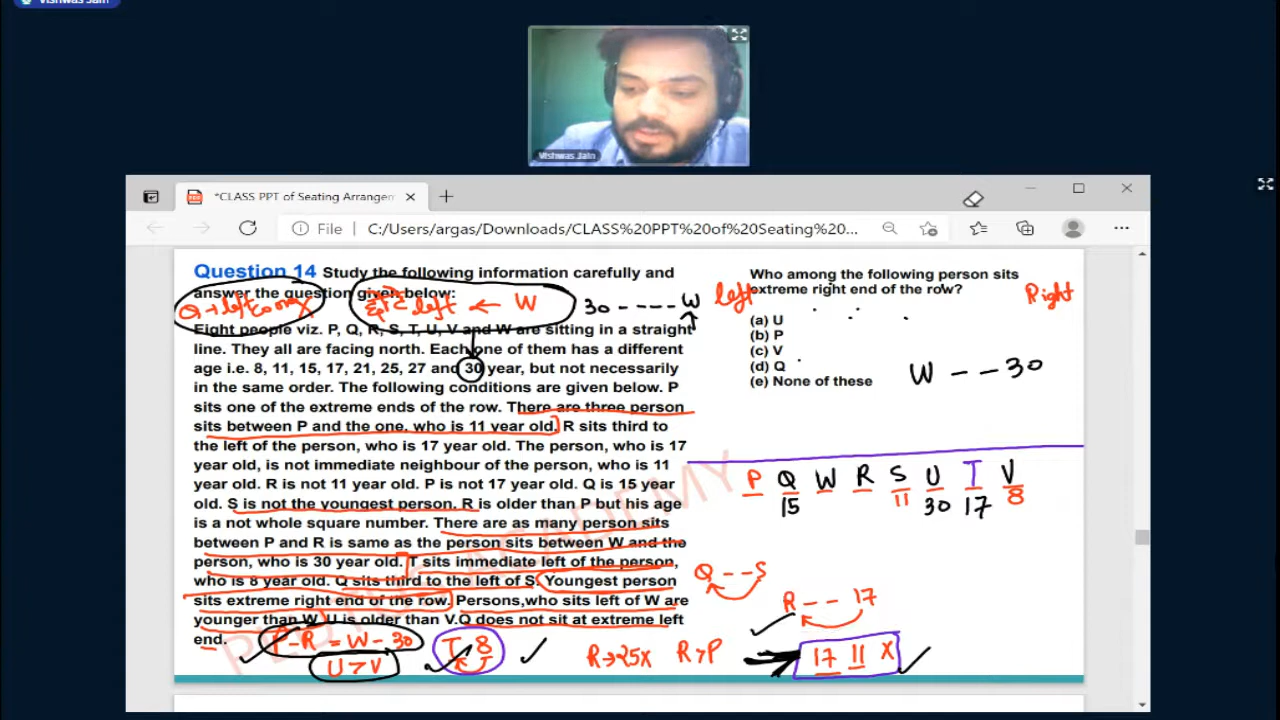 Vishwas Jain
Vishwas Jain
*CLASS PPT of Seating Arrangem
File
C:/Users/argas/Downloads/CLASS%20PPT%20of%20Seating%20...
Question 14 Study the following information carefully and
answer the question given below:
Q → left corner X
left ← W
30 - - - - W
Eight people viz. P, Q, R, S, T, U, V and W are sitting in a straight
line. They all are facing north. Each one of them has a different
age i.e. 8, 11, 15, 17, 21, 25, 27 and 30 year, but not necessarily
in the same order. The following conditions are given below. P
sits one of the extreme ends of the row. There are three person
sits between P and the one, who is 11 year old. R sits third to
the left of the person, who is 17 year old. The person, who is 17
year old, is not immediate neighbour of the person, who is 11
year old. R is not 11 year old. P is not 17 year old. Q is 15 year
old. S is not the youngest person. R is older than P but his age
is a not whole square number. There are as many person sits
between P and R is same as the person sits between W and the
person, who is 30 year old. T sits immediate left of the person,
who is 8 year old. Q sits third to the left of S. Youngest person
sits extreme right end of the row. Persons,who sits left of W are
younger than W. U is older than V.Q does not sit at extreme left
end.
P - R = W - 30
U > V
T 8
Who among the following person sits
extreme right end of the row?
left
Right
(a) U
(b) P
(c) V
(d) Q
(e) None of these
W - - 30
P Q W R S U T V
15 11 30 17 8
Q - - S
R - - 17
R → 25x R > P
17 11 X
PEN ACADEMY